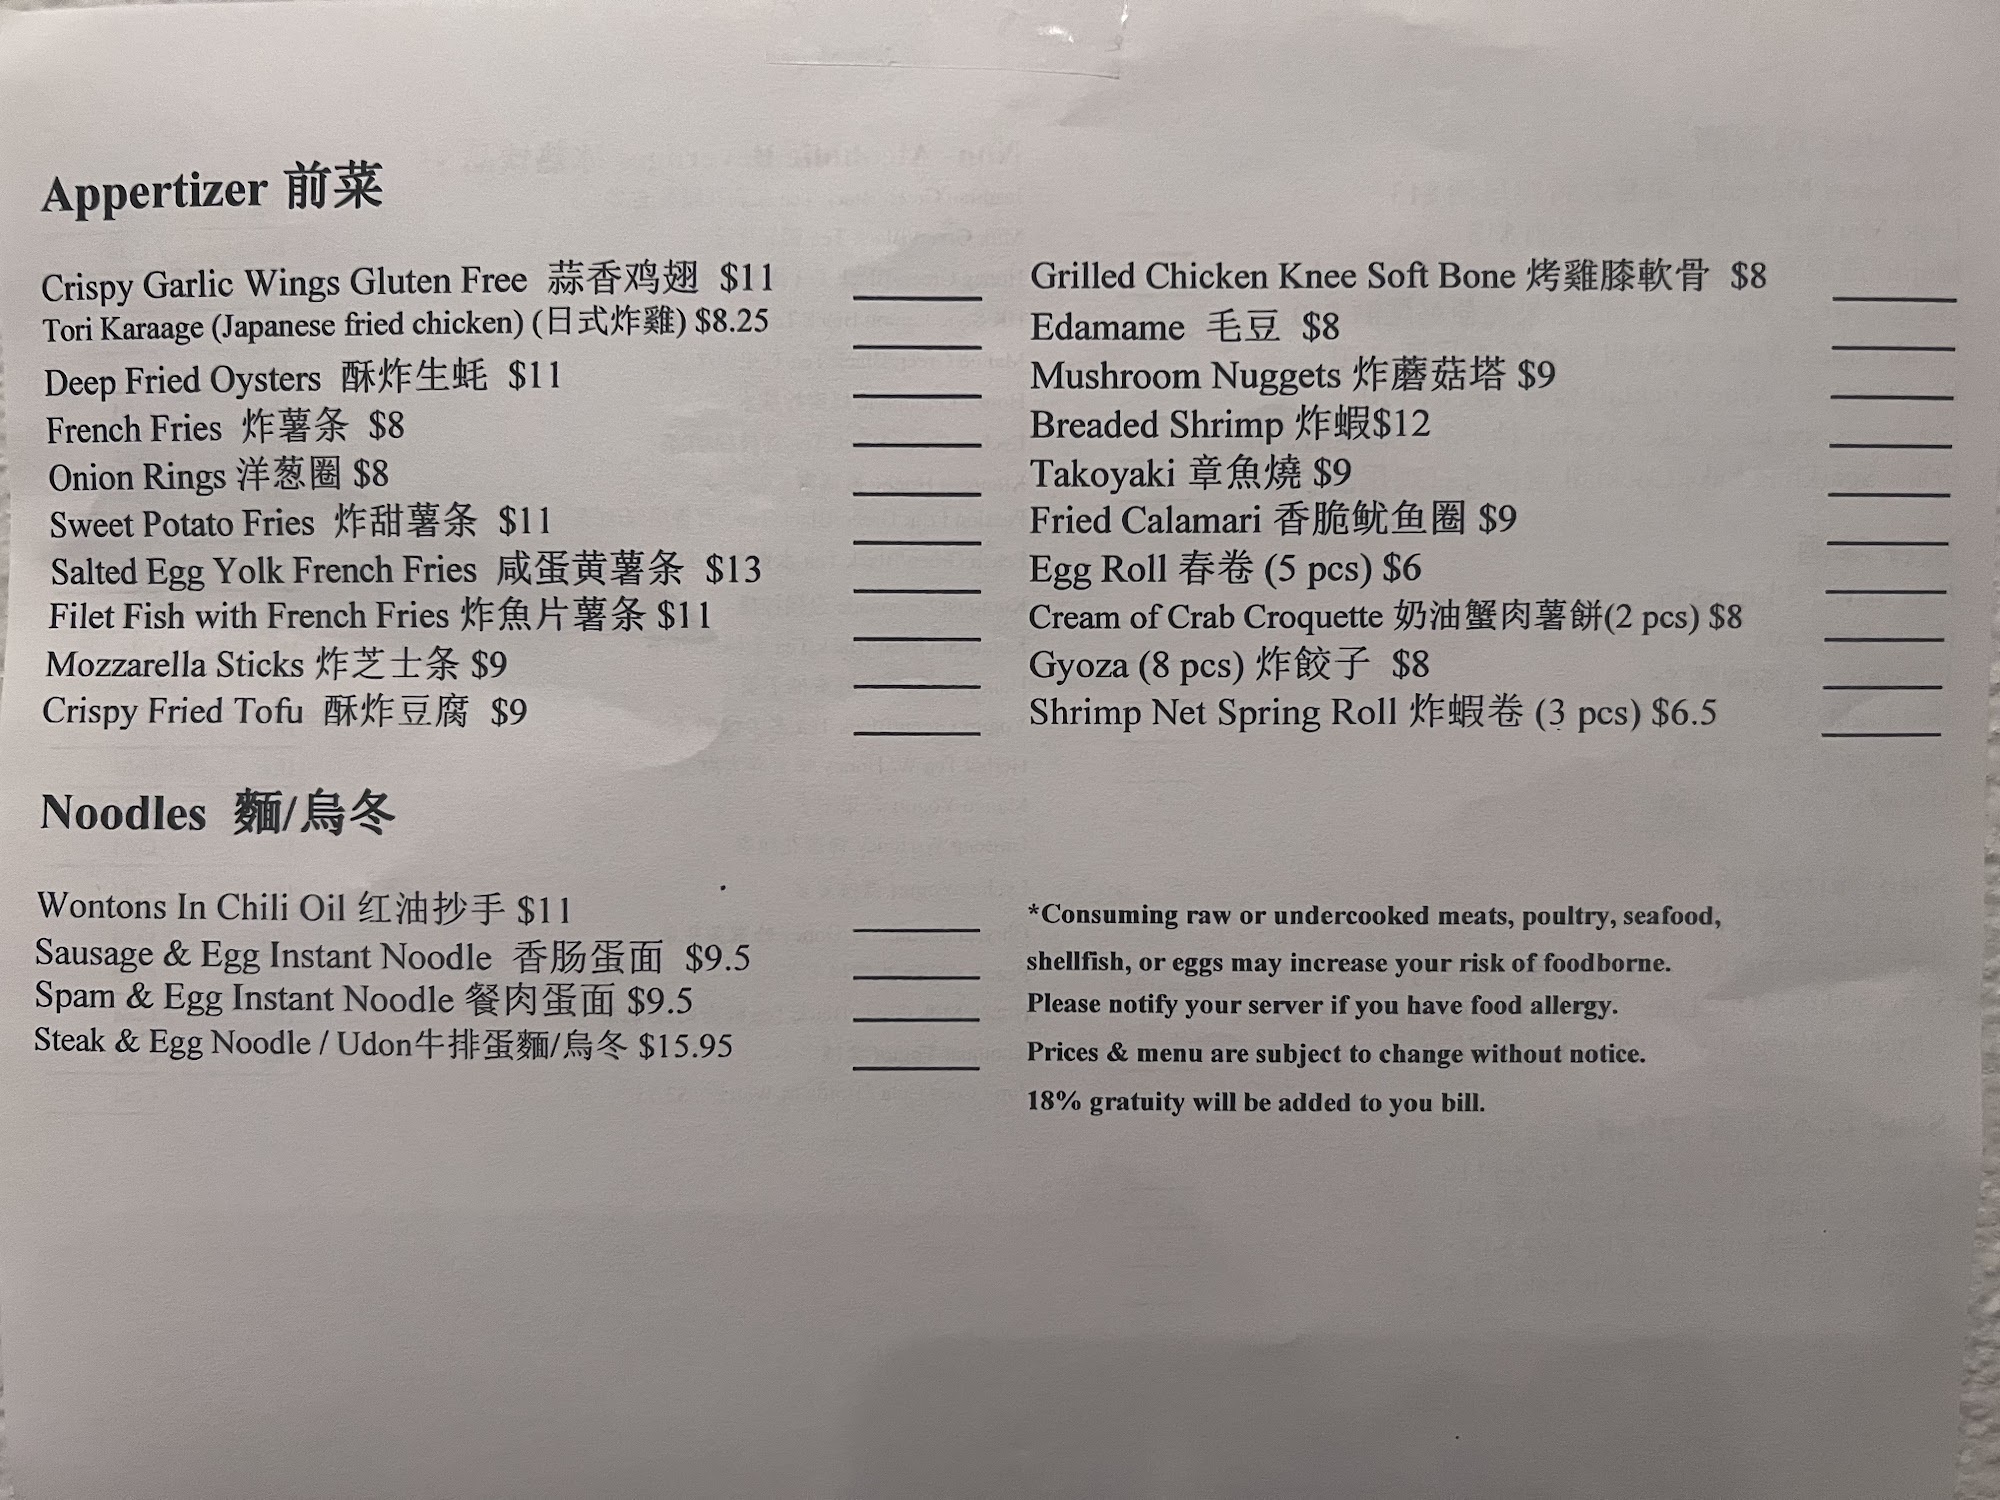 Appertizer 前菜
Crispy Garlic Wings Gluten Free 蒜香鸡翅 $11
Tori Karaage (Japanese fried chicken) (日式炸雞) $8.25
Deep Fried Oysters 酥炸生蚝 $11
French Fries 炸薯条 $8
Onion Rings 洋葱圈 $8
Sweet Potato Fries 炸甜薯条 $11
Salted Egg Yolk French Fries 咸蛋黄薯条 $13
Filet Fish with French Fries 炸魚片薯条 $11
Mozzarella Sticks 炸芝士条 $9
Crispy Fried Tofu 酥炸豆腐 $9
Grilled Chicken Knee Soft Bone 烤雞膝軟骨 $8
Edamame 毛豆 $8
Mushroom Nuggets 炸蘑菇塔 $9
Breaded Shrimp 炸蝦$12
Takoyaki 章魚燒 $9
Fried Calamari 香脆鱿鱼圈 $9
Egg Roll 春卷 (5 pcs) $6
Cream of Crab Croquette 奶油蟹肉薯餅(2 pcs) $8
Gyoza (8 pcs) 炸餃子 $8
Shrimp Net Spring Roll 炸蝦卷 (3 pcs) $6.5
Noodles 麵/烏冬
Wontons In Chili Oil 红油抄手 $11
Sausage & Egg Instant Noodle 香肠蛋面 $9.5
Spam & Egg Instant Noodle 餐肉蛋面 $9.5
Steak & Egg Noodle / Udon牛排蛋麵/烏冬 $15.95
*Consuming raw or undercooked meats, poultry, seafood,
shellfish, or eggs may increase your risk of foodborne.
Please notify your server if you have food allergy.
Prices & menu are subject to change without notice.
18% gratuity will be added to you bill.